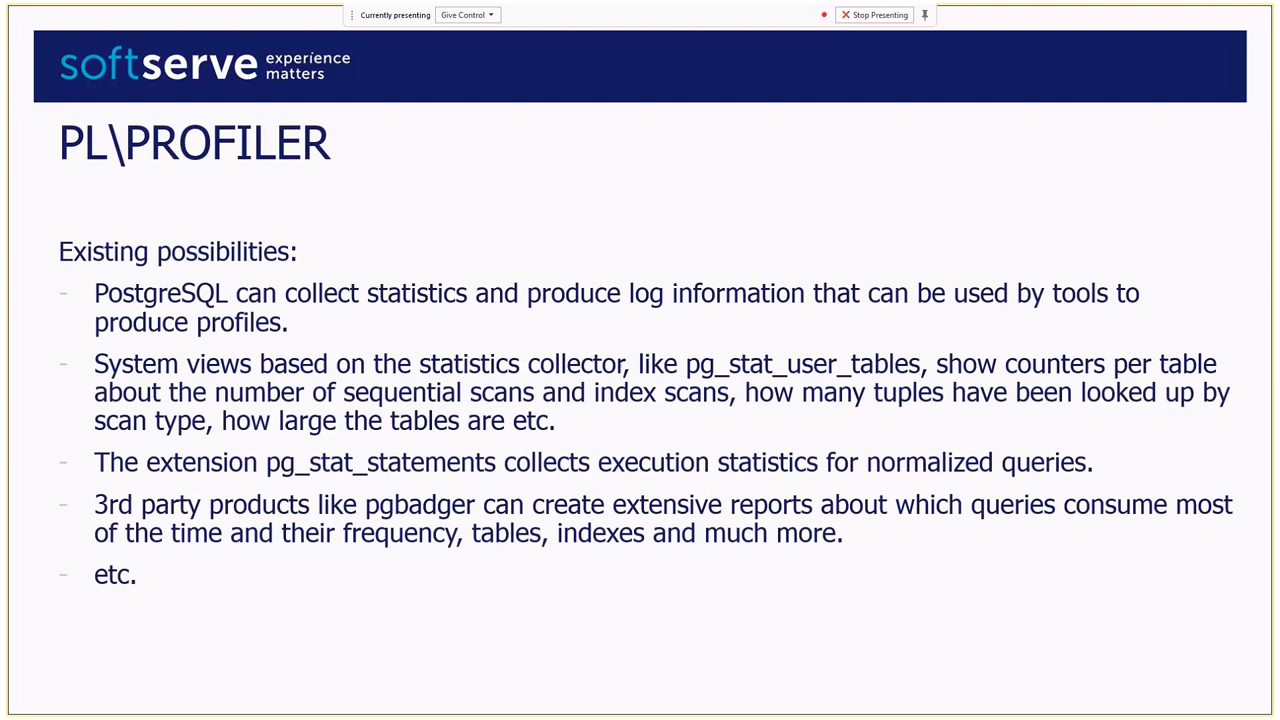 Currently presenting Give Control Stop Presenting
softserve experience matters
PL\PROFILER
Existing possibilities:
- PostgreSQL can collect statistics and produce log information that can be used by tools to
produce profiles.
- System views based on the statistics collector, like pg_stat_user_tables, show counters per table
about the number of sequential scans and index scans, how many tuples have been looked up by
scan type, how large the tables are etc.
- The extension pg_stat_statements collects execution statistics for normalized queries.
- 3rd party products like pgbadger can create extensive reports about which queries consume most
of the time and their frequency, tables, indexes and much more.
- etc.